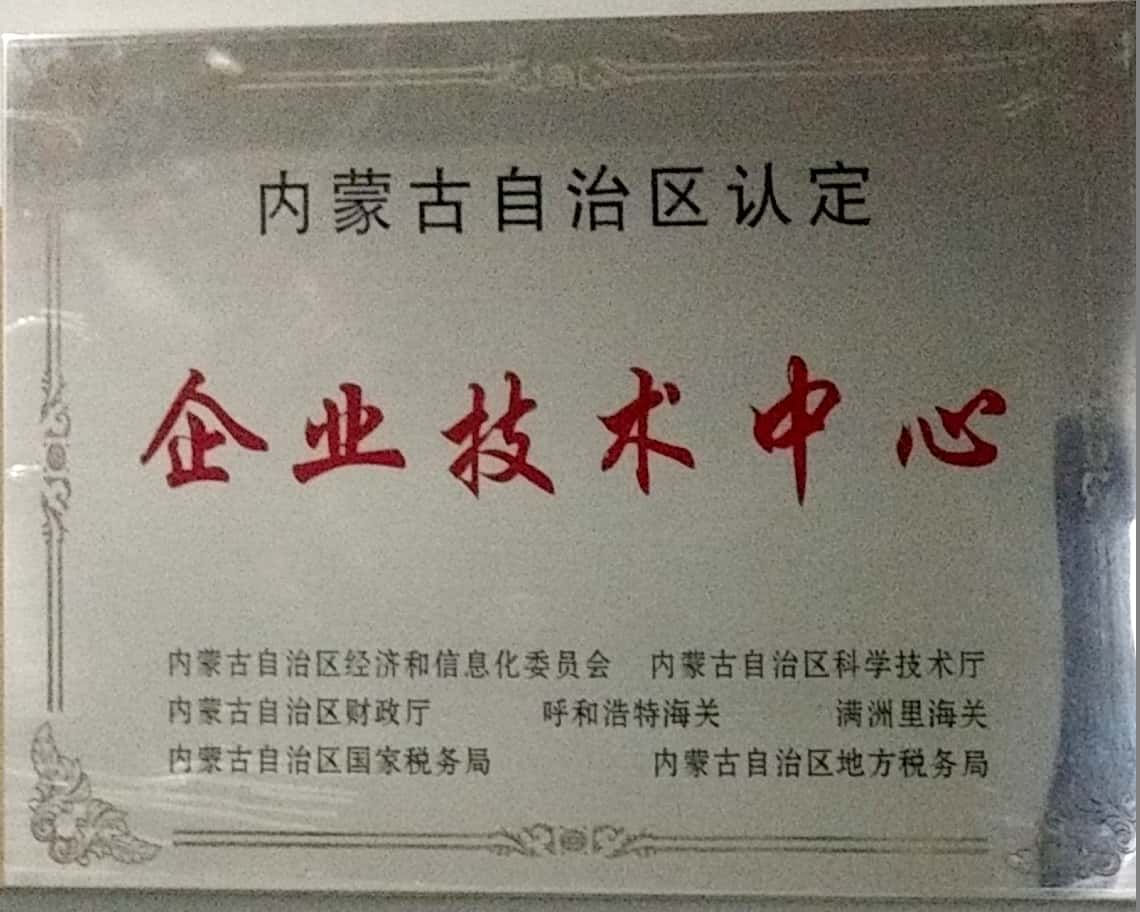 内蒙古自治区认定
企业技术中心
内蒙古自治区经济和信息化委员会 内蒙古自治区科学技术厅
内蒙古自治区财政厅 呼和浩特海关 满洲里海关
内蒙古自治区国家税务局 内蒙古自治区地方税务局